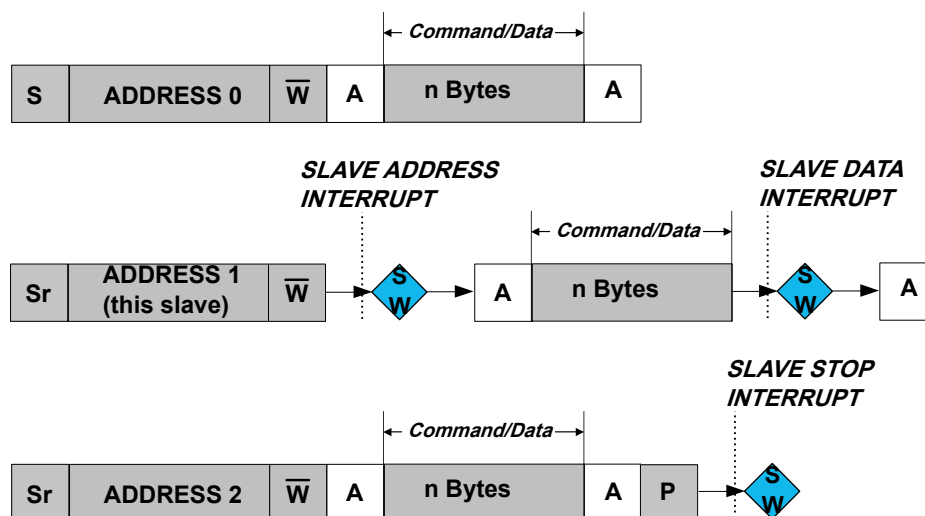 Command/Data
S ADDRESS 0 W̅ A n Bytes A
SLAVE ADDRESS
INTERRUPT
SLAVE DATA
INTERRUPT
Command/Data
Sr ADDRESS 1
(this slave) W̅ S
W A n Bytes S
W A
SLAVE STOP
INTERRUPT
Command/Data
Sr ADDRESS 2 W̅ A n Bytes A P S
W